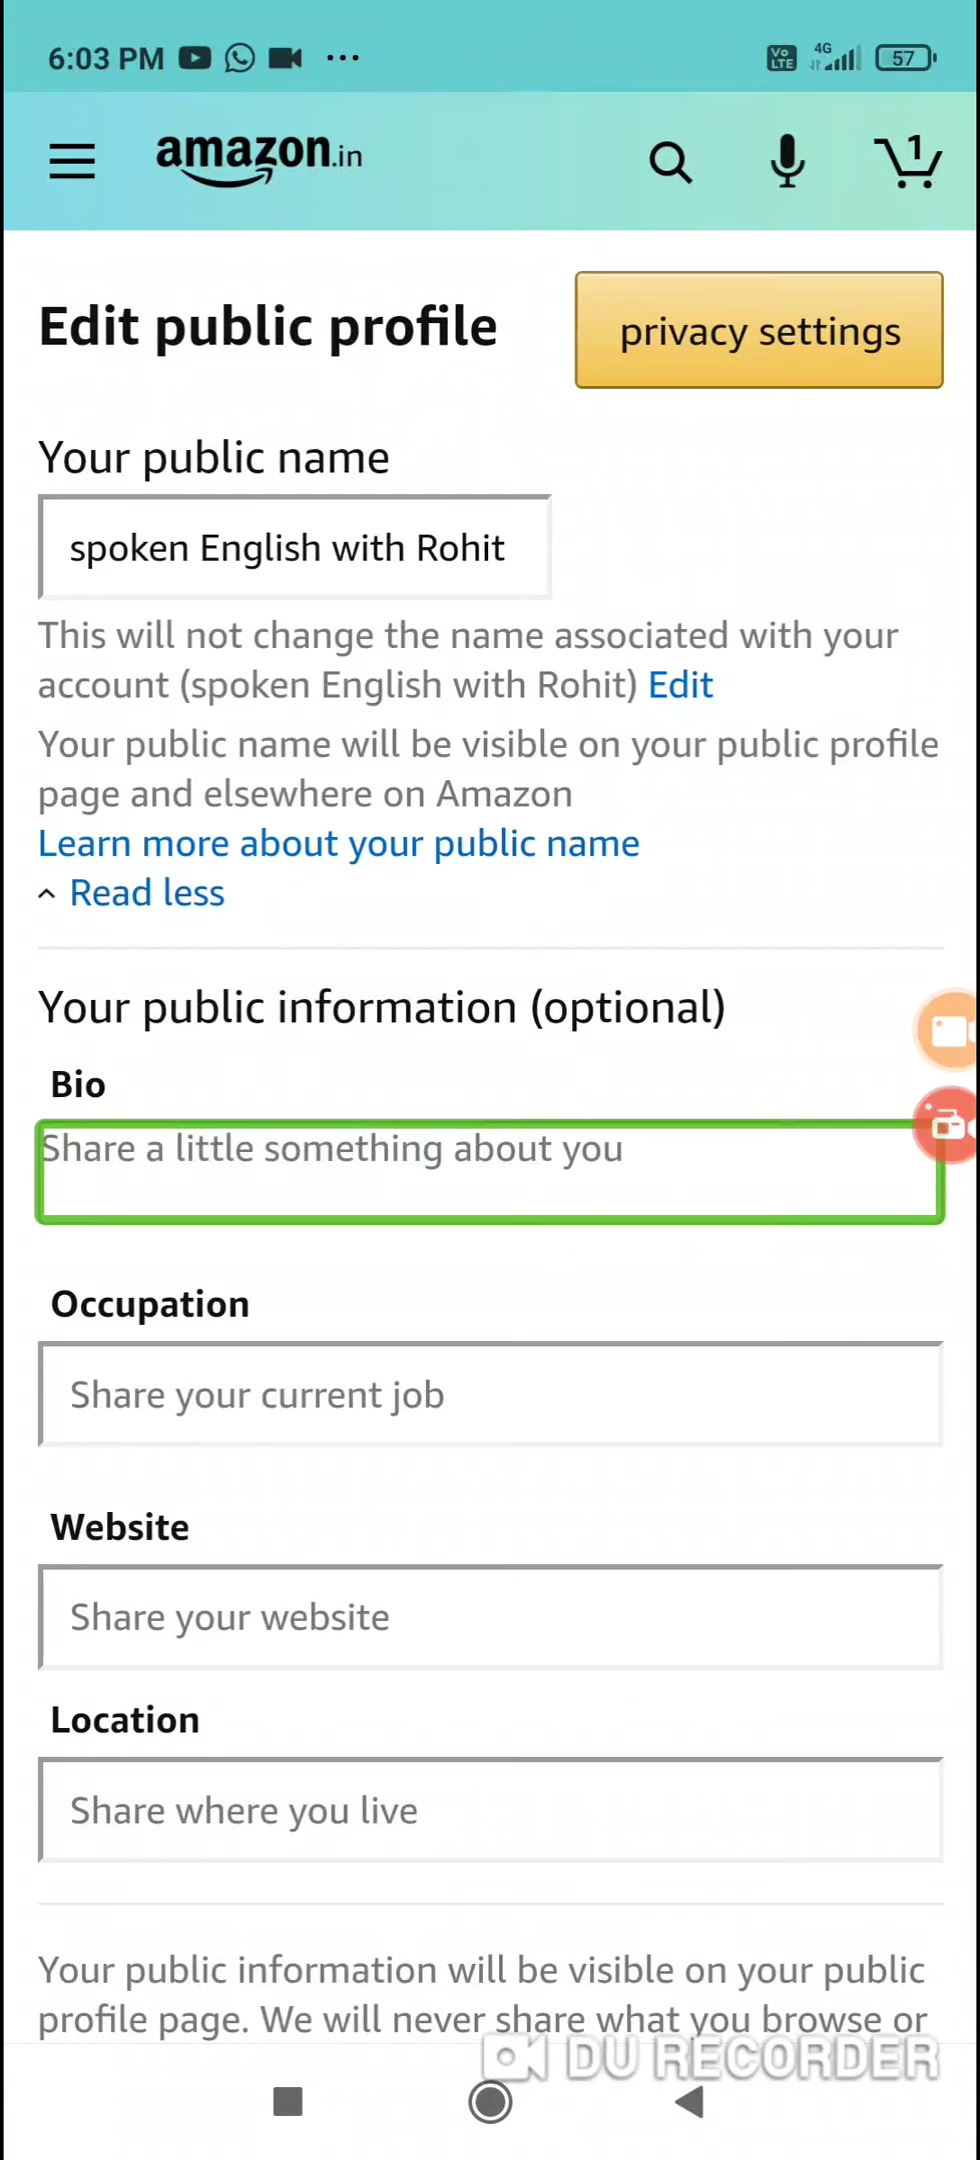 6:03 PM ... Vo LTE 4G 57
amazon.in 1
Edit public profile
privacy settings
Your public name
spoken English with Rohit
This will not change the name associated with your
account (spoken English with Rohit) Edit
Your public name will be visible on your public profile
page and elsewhere on Amazon
Learn more about your public name
Read less
Your public information (optional)
Bio
Share a little something about you
Occupation
Share your current job
Website
Share your website
Location
Share where you live
Your public information will be visible on your public
profile page. We will never share what you browse or
DU RECORDER